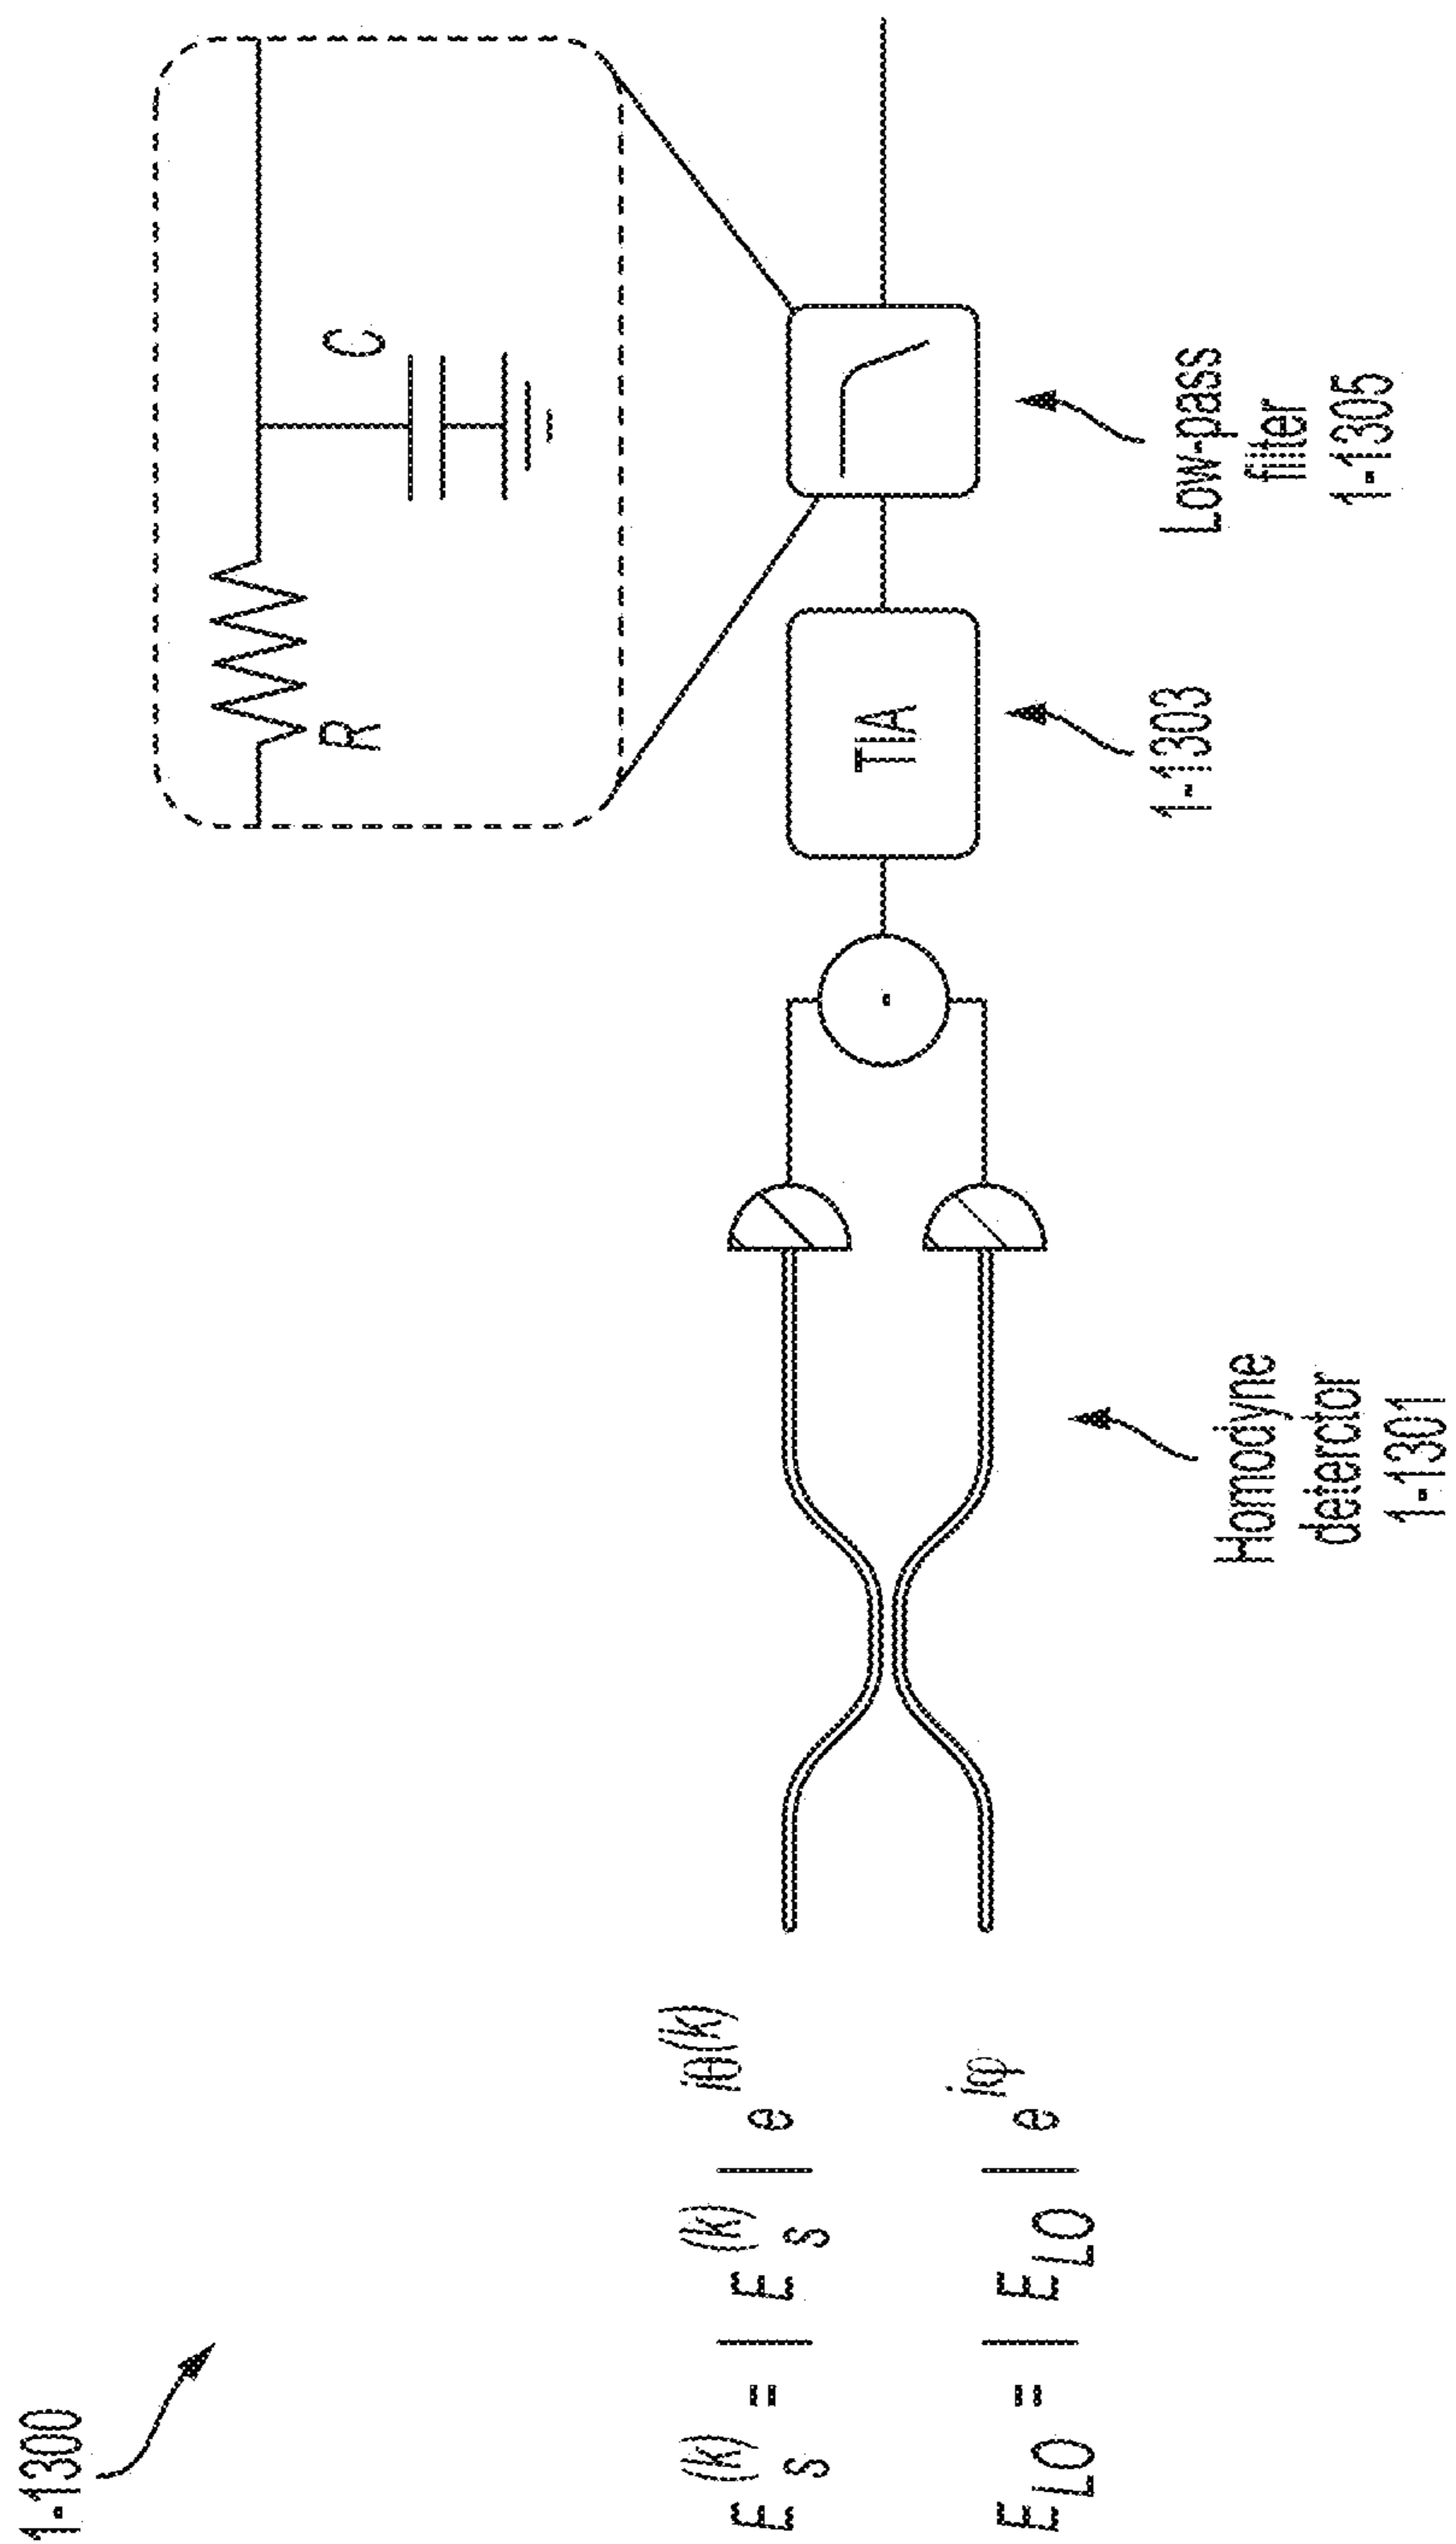 1-1300
E_S^(k) = | E_S^(k) | e^iθ(k)
E_LO = | E_LO | e^iφ
Homodyne
deterctor
1-1301
-
TIA
1-1303
Low-pass
filter
1-1305
R
C